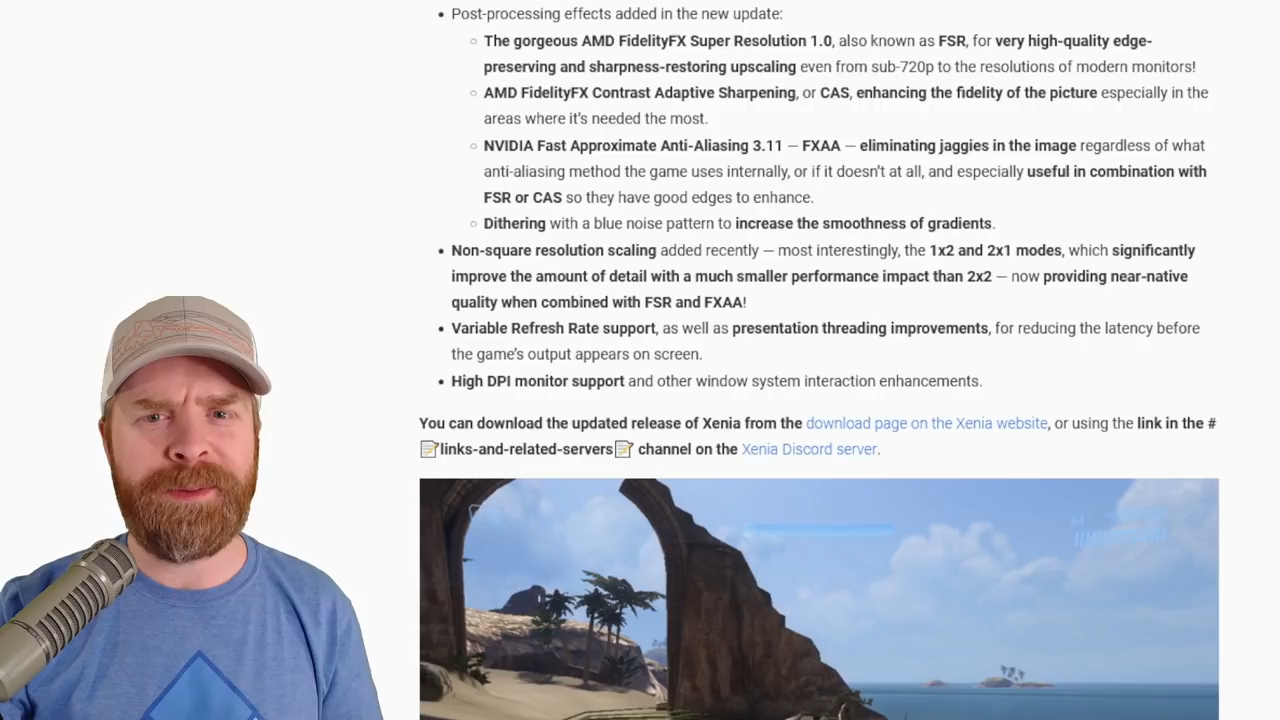 Post-processing effects added in the new update:
The gorgeous AMD FidelityFX Super Resolution 1.0, also known as FSR, for very high-quality edge-
preserving and sharpness-restoring upscaling even from sub-720p to the resolutions of modern monitors!
AMD FidelityFX Contrast Adaptive Sharpening, or CAS, enhancing the fidelity of the picture especially in the
areas where it's needed the most.
NVIDIA Fast Approximate Anti-Aliasing 3.11 — FXAA — eliminating jaggies in the image regardless of what
anti-aliasing method the game uses internally, or if it doesn't at all, and especially useful in combination with
FSR or CAS so they have good edges to enhance.
Dithering with a blue noise pattern to increase the smoothness of gradients.
Non-square resolution scaling added recently — most interestingly, the 1x2 and 2x1 modes, which significantly
improve the amount of detail with a much smaller performance impact than 2x2 — now providing near-native
quality when combined with FSR and FXAA!
Variable Refresh Rate support, as well as presentation threading improvements, for reducing the latency before
the game's output appears on screen.
High DPI monitor support and other window system interaction enhancements.
You can download the updated release of Xenia from the download page on the Xenia website, or using the link in the #
📝links-and-related-servers📝 channel on the Xenia Discord server.